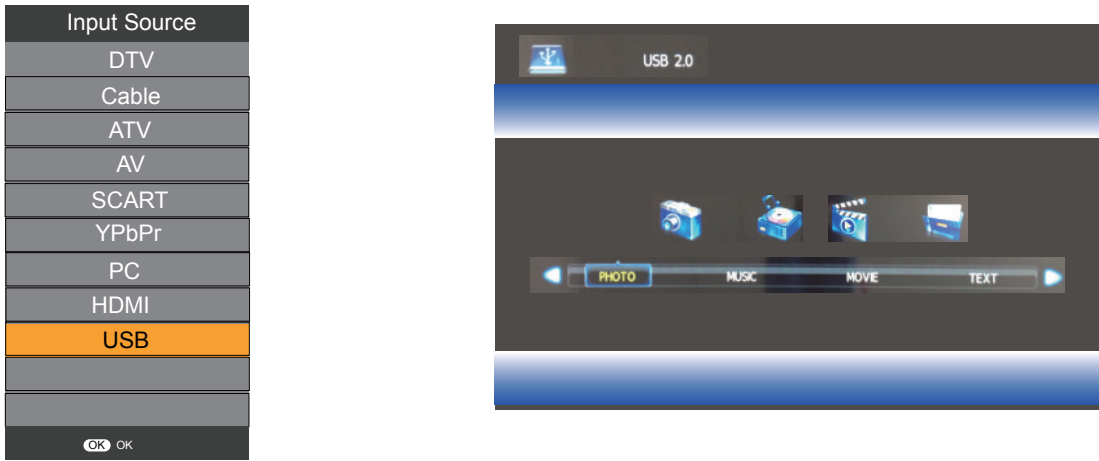 Input Source
DTV
Cable
ATV
AV
SCART
YPbPr
PC
HDMI
USB
OK OK
USB 2.0
PHOTO MUSIC MOVIE TEXT